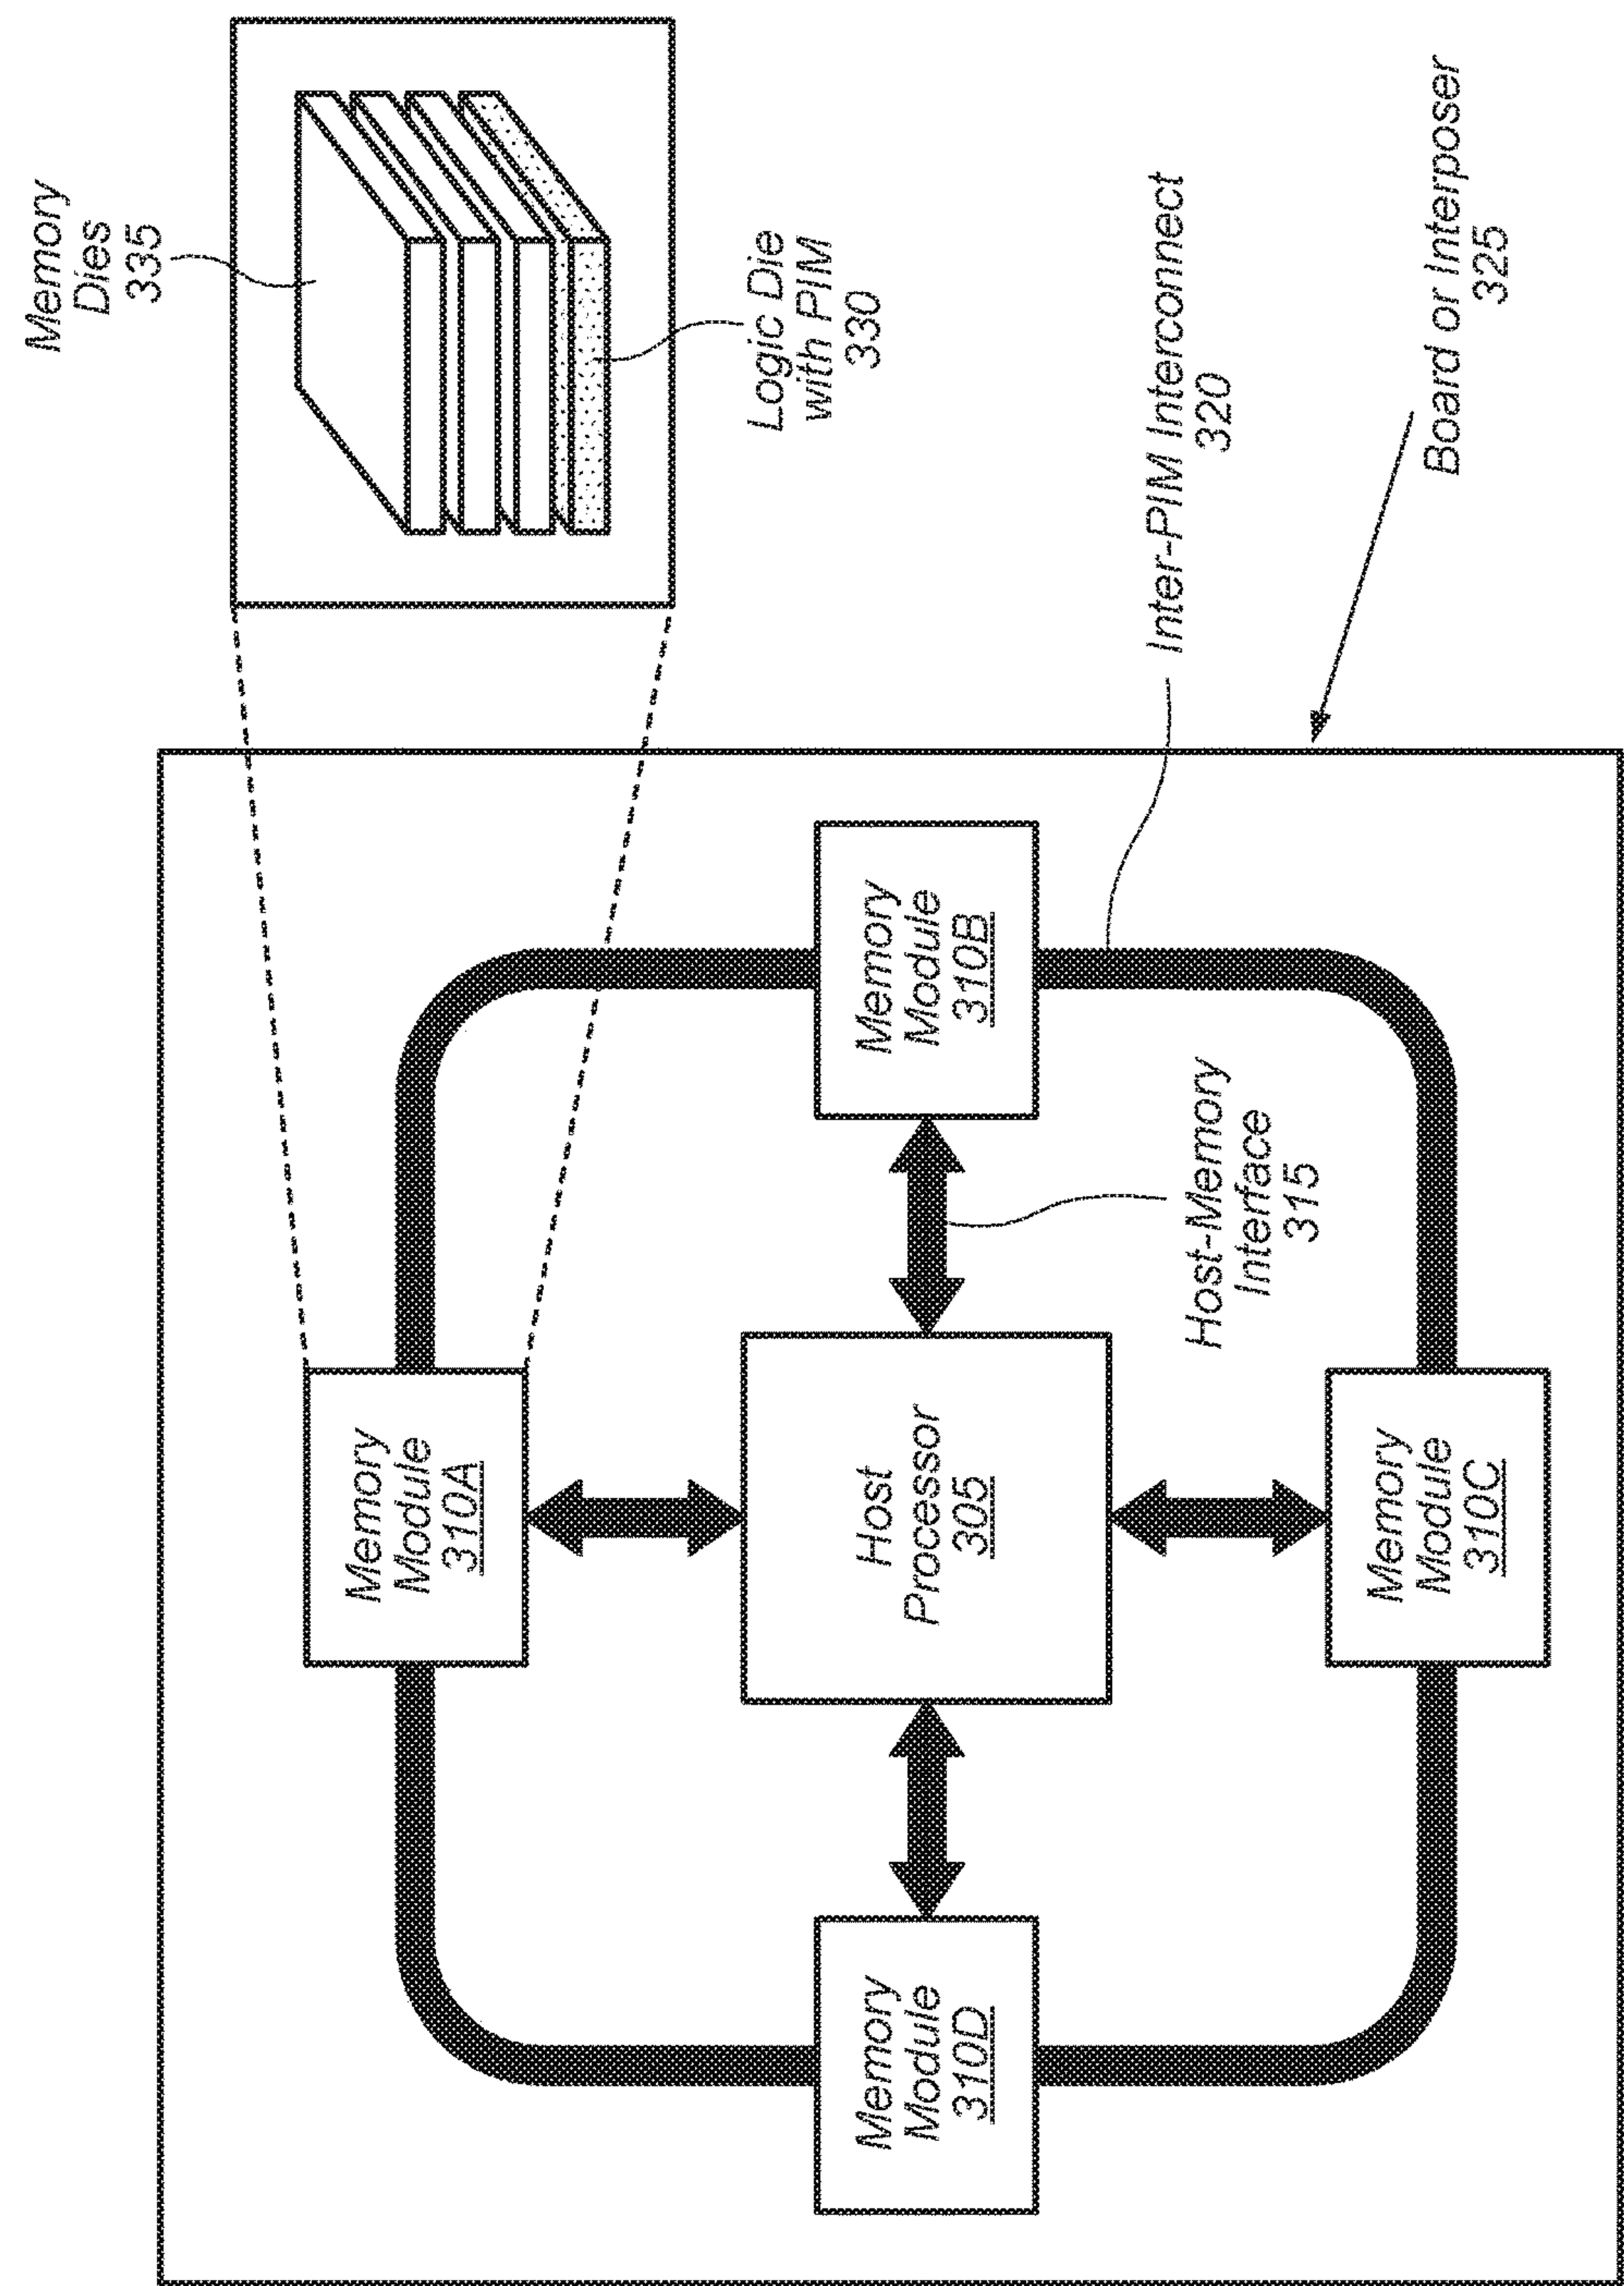 Memory
Dies
335
Logic Die
with PIM
330
Memory
Module
310A
Inter-PIM Interconnect
320
Memory
Module
310D
Host
Processor
305
Memory
Module
310B
Host-Memory
Interface
315
Memory
Module
310C
Board or Interposer
325